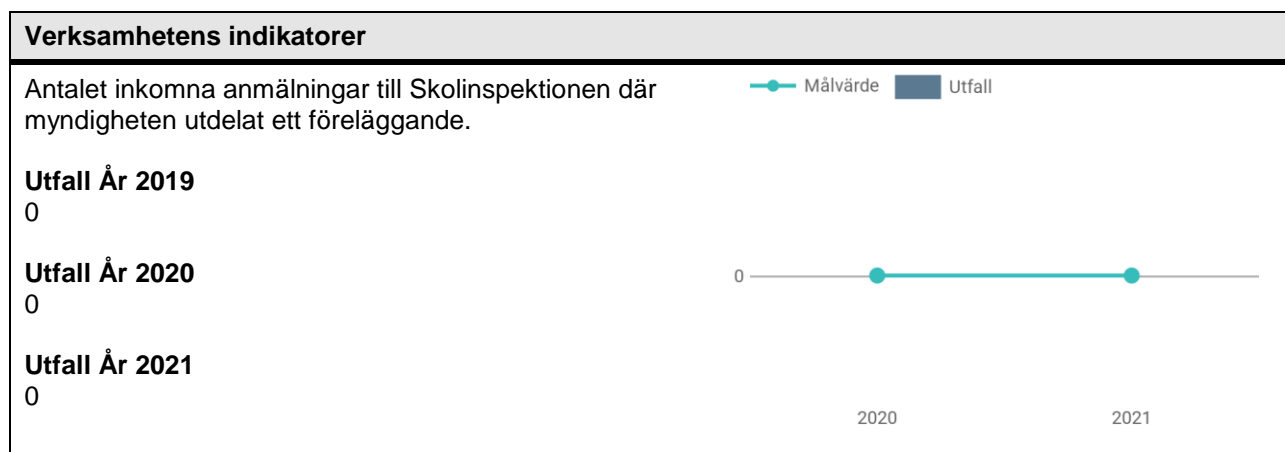 Verksamhetens indikatorer
Antalet inkomna anmälningar till Skolinspektionen där
myndigheten utdelat ett föreläggande.
Utfall År 2019
0
Utfall År 2020
0
Utfall År 2021
0
Målvärde Utfall
0
2020 2021